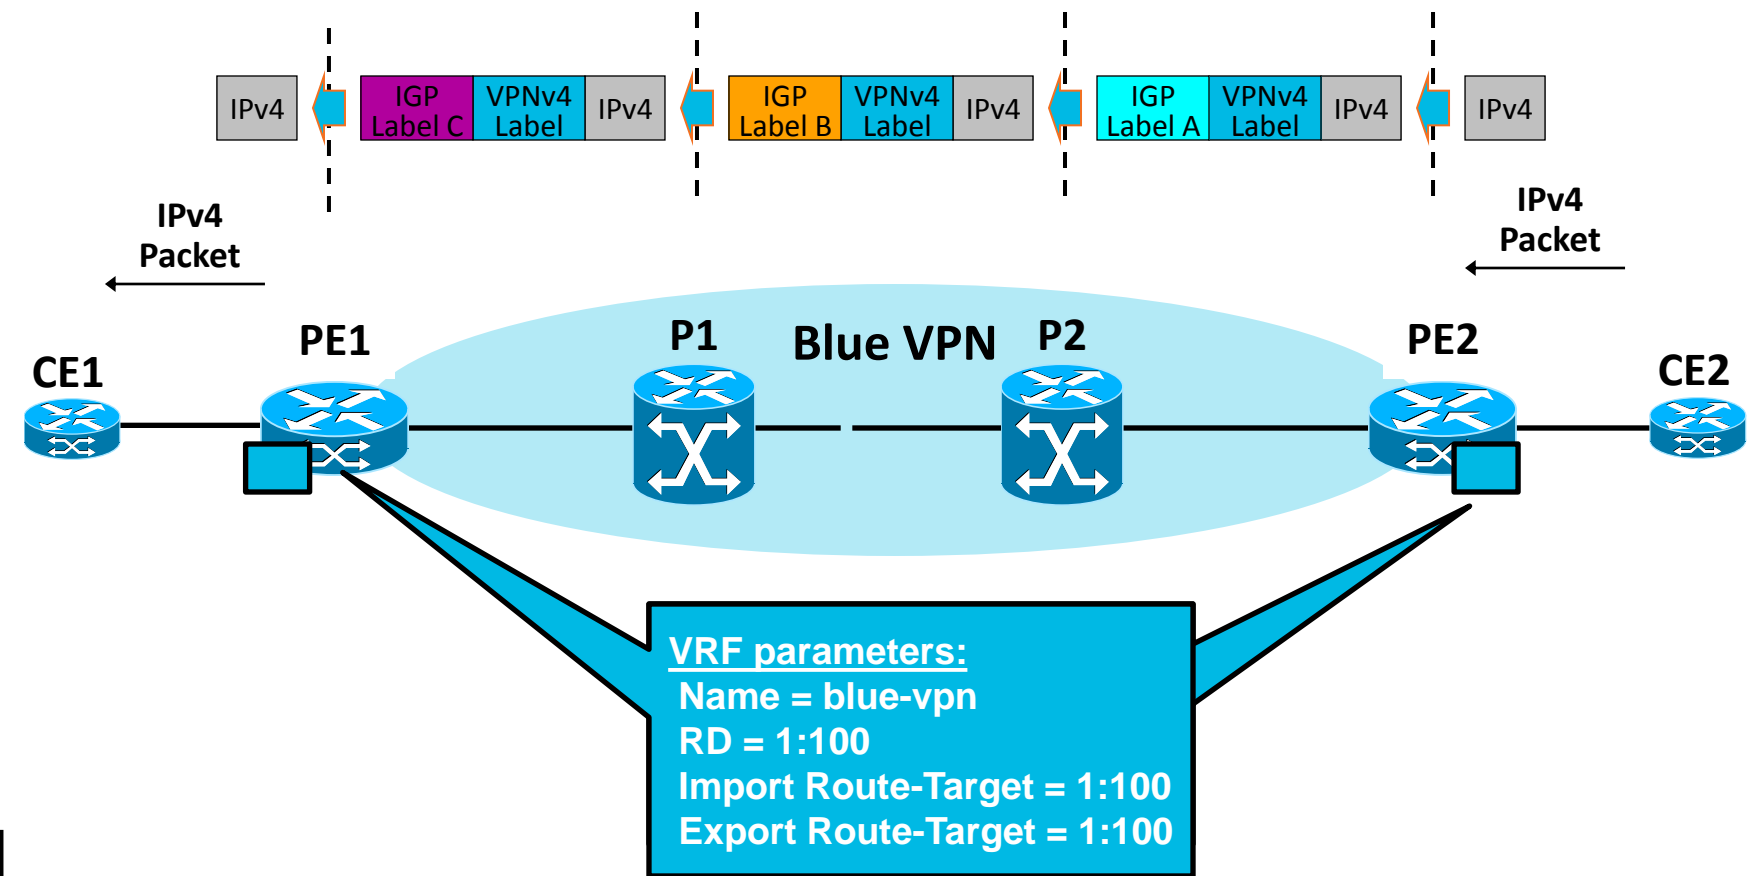 IPv4
IGP
Label C
VPNv4
Label
IPv4
IGP
Label B
VPNv4
Label
IPv4
IGP
Label A
VPNv4
Label
IPv4
IPv4
IPv4
Packet
IPv4
Packet
CE1
PE1
P1
Blue VPN
P2
PE2
CE2
VRF parameters:
Name = blue-vpn
RD = 1:100
Import Route-Target = 1:100
Export Route-Target = 1:100